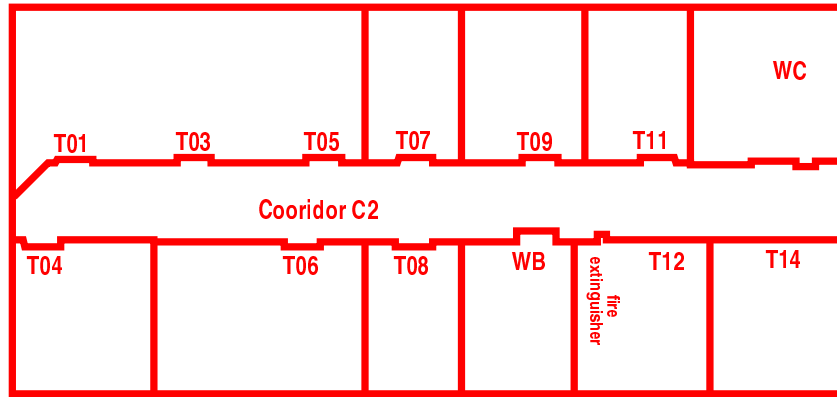 WC
T01
T03
T05
T07
T09
T11
Cooridor C2
T04
T06
T08
WB
fire
extinguisher
T12
T14